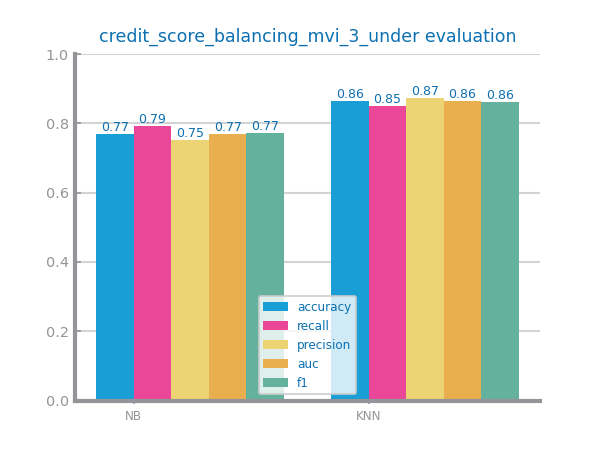 credit_score_balancing_mvi_3_under evaluation
1.0
0.8
0.6
0.4
0.2
0.0
0.77 0.79 0.75 0.77 0.77
0.86 0.85 0.87 0.86 0.86
accuracy
recall
precision
auc
f1
NB KNN